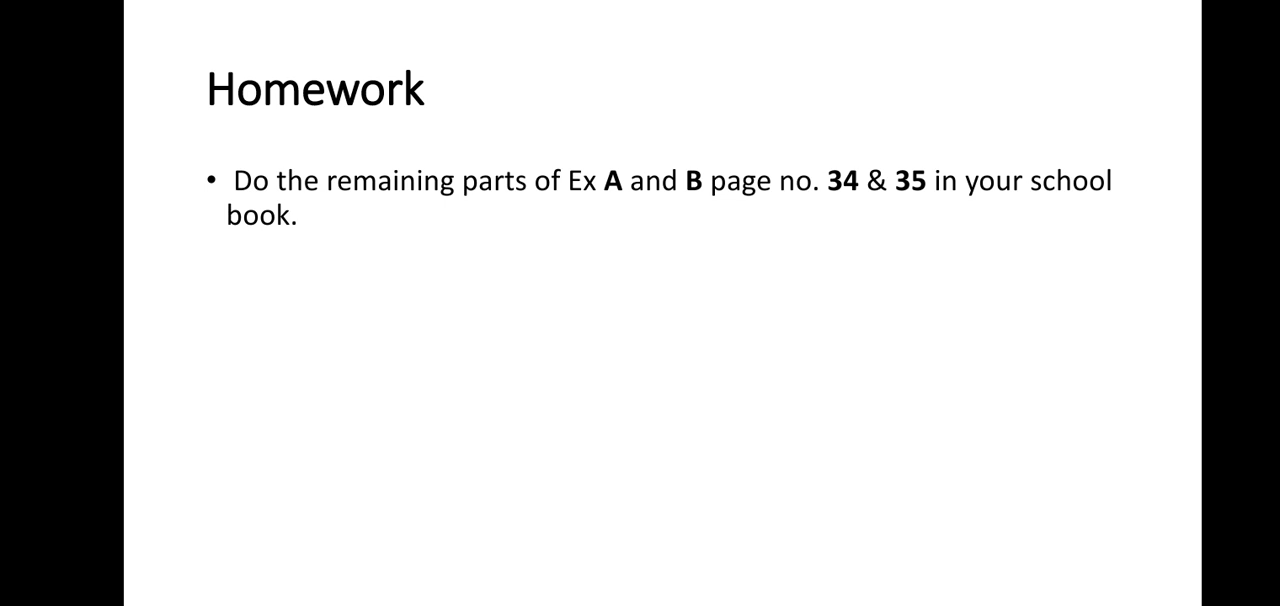 Homework
• Do the remaining parts of Ex A and B page no. 34 & 35 in your school
book.